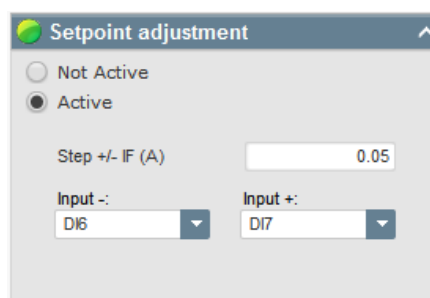 Setpoint adjustment
Not Active
Active
Step +/- IF (A) 0.05
Input -: Input +:
DI6 DI7